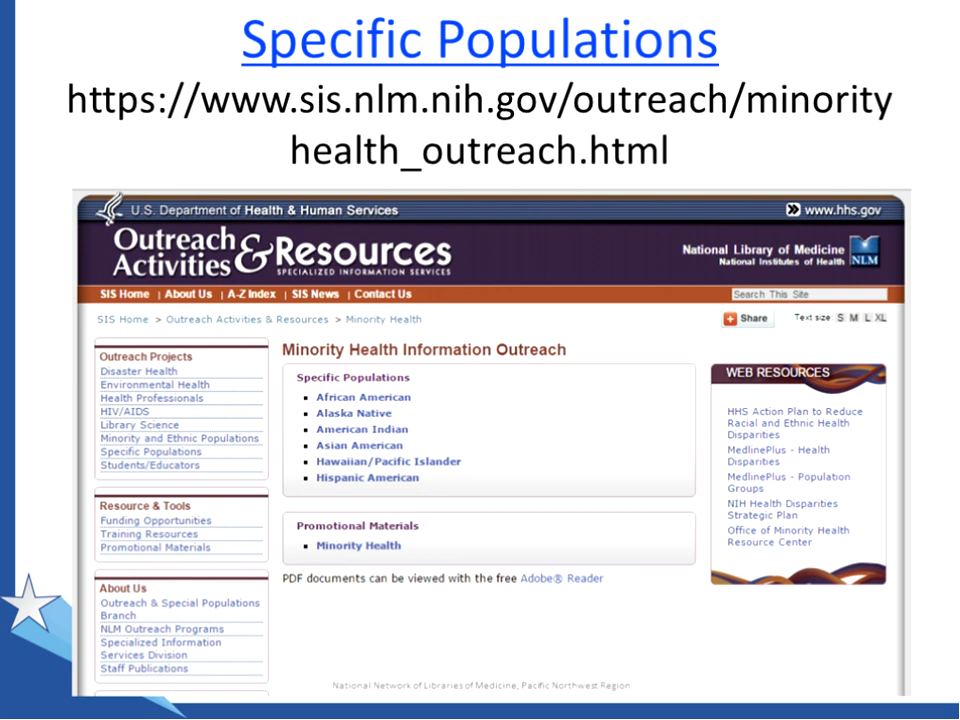 Specific Populations
https://www.sis.nlm.nih.gov/outreach/minority
health_outreach.html
U.S. Department of Health & Human Services
www.hhs.gov
Outreach
Activities
& Resources
SPECIALIZED INFORMATION SERVICES
National Library of Medicine
National Institutes of Health
NLM
SIS Home | About Us | A-Z Index | SIS News | Contact Us
Search This Site
SIS Home > Outreach Activities & Resources > Minority Health
Share
Text size: S M L XL
Outreach Projects
Disaster Health
Environmental Health
Health Professionals
HIV/AIDS
Library Science
Minority and Ethnic Populations
Specific Populations
Students/Educators
Resource & Tools
Funding Opportunities
Training Resources
Promotional Materials
About Us
Outreach & Special Populations
Branch
NLM Outreach Programs
Specialized Information
Services Division
Staff Publications
Minority Health Information Outreach
Specific Populations
African American
Alaska Native
American Indian
Asian American
Hawaiian/Pacific Islander
Hispanic American
Promotional Materials
Minority Health
PDF documents can be viewed with the free Adobe® Reader
WEB RESOURCES
HHS Action Plan to Reduce
Racial and Ethnic Health
Disparities
MedlinePlus - Health
Disparities
MedlinePlus - Population
Groups
NIH Health Disparities
Strategic Plan
Office of Minority Health
Resource Center
National Network of Libraries of Medicine, Pacific Northwest Region